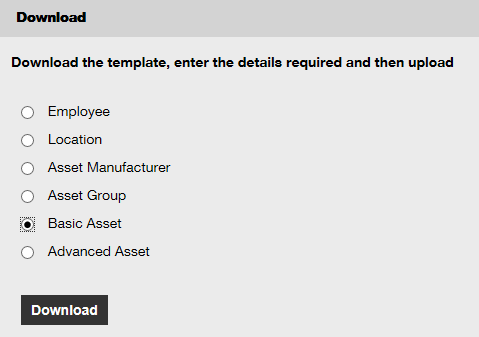 Download
Download the template, enter the details required and then upload
Employee
Location
Asset Manufacturer
Asset Group
Basic Asset
Advanced Asset
Download